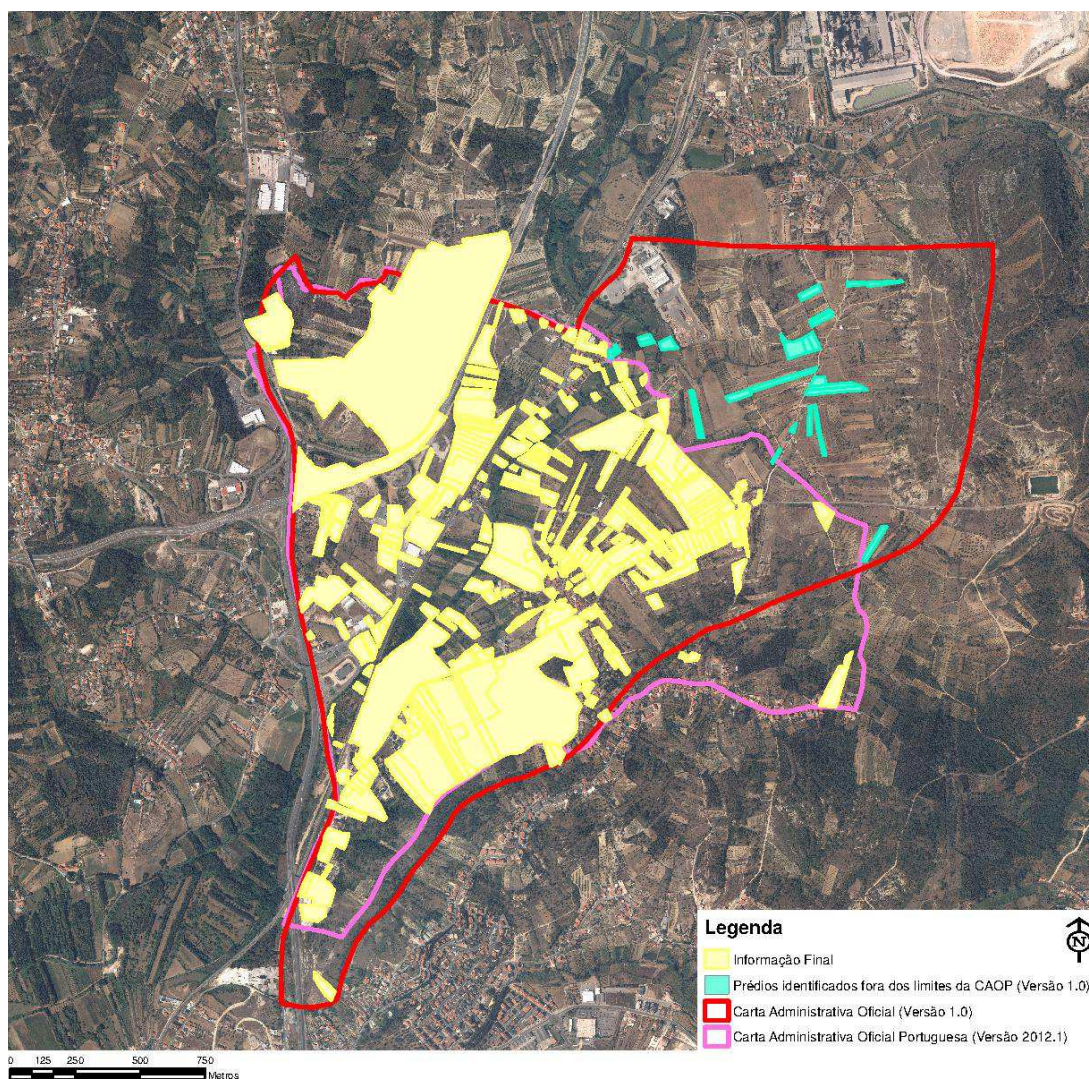 Legenda
N
Informação Final
Prédios identificados fora dos limites da CAOP (Versão 1.0)
Carta Administrativa Oficial (Versão 1.0)
Carta Administrativa Oficial Portuguesa (Versão 2012.1)
0 125 250 500 750
Metros